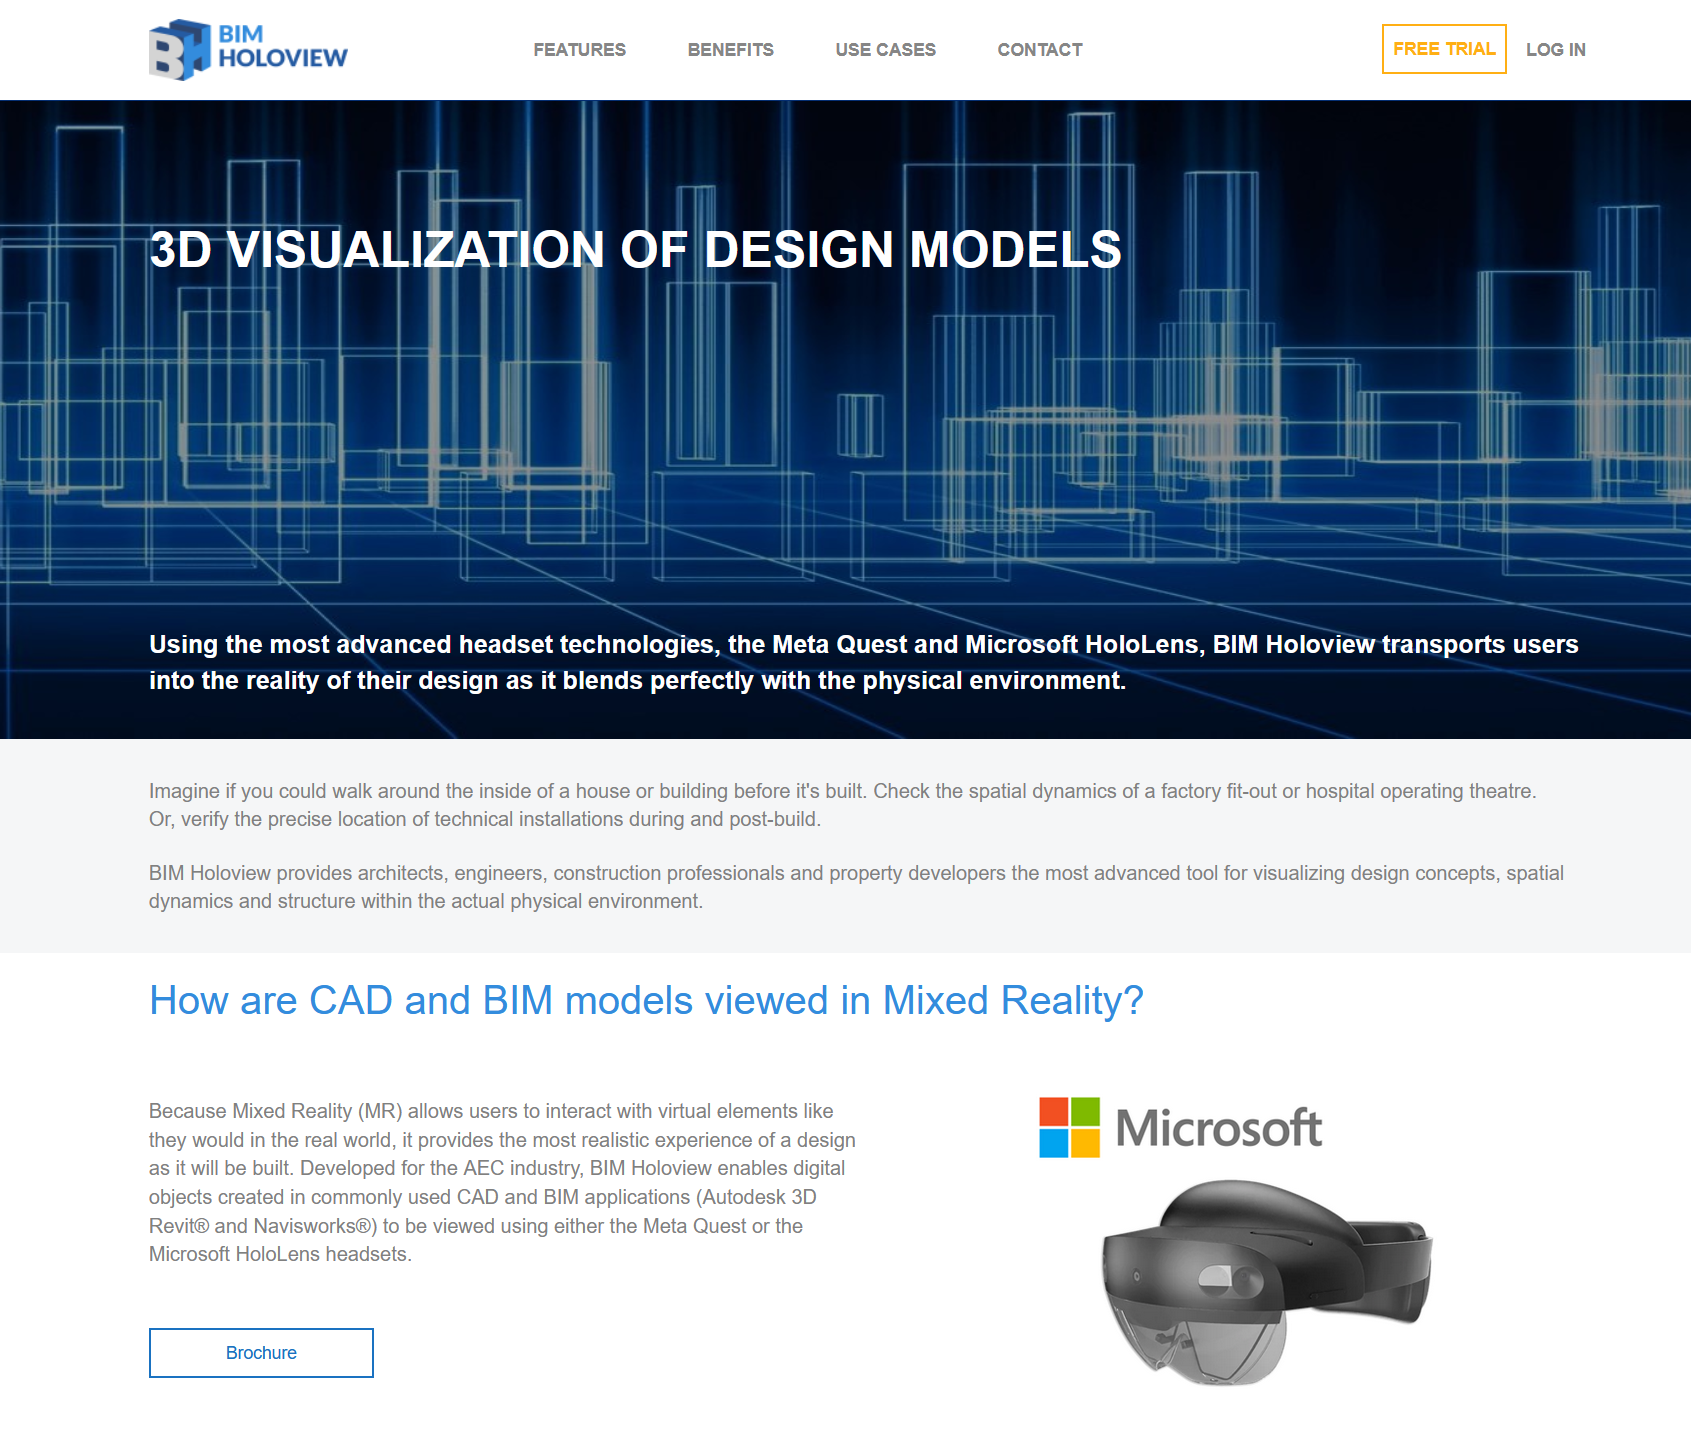 BIM
HOLOVIEW
FEATURES
BENEFITS
USE CASES
CONTACT
FREE TRIAL
LOG IN
3D VISUALIZATION OF DESIGN MODELS
Using the most advanced headset technologies, the Meta Quest and Microsoft HoloLens, BIM Holoview transports users
into the reality of their design as it blends perfectly with the physical environment.
Imagine if you could walk around the inside of a house or building before it's built. Check the spatial dynamics of a factory fit-out or hospital operating theatre.
Or, verify the precise location of technical installations during and post-build.
BIM Holoview provides architects, engineers, construction professionals and property developers the most advanced tool for visualizing design concepts, spatial
dynamics and structure within the actual physical environment.
How are CAD and BIM models viewed in Mixed Reality?
Because Mixed Reality (MR) allows users to interact with virtual elements like
they would in the real world, it provides the most realistic experience of a design
as it will be built. Developed for the AEC industry, BIM Holoview enables digital
objects created in commonly used CAD and BIM applications (Autodesk 3D
Revit® and Navisworks®) to be viewed using either the Meta Quest or the
Microsoft HoloLens headsets.
Brochure
Microsoft